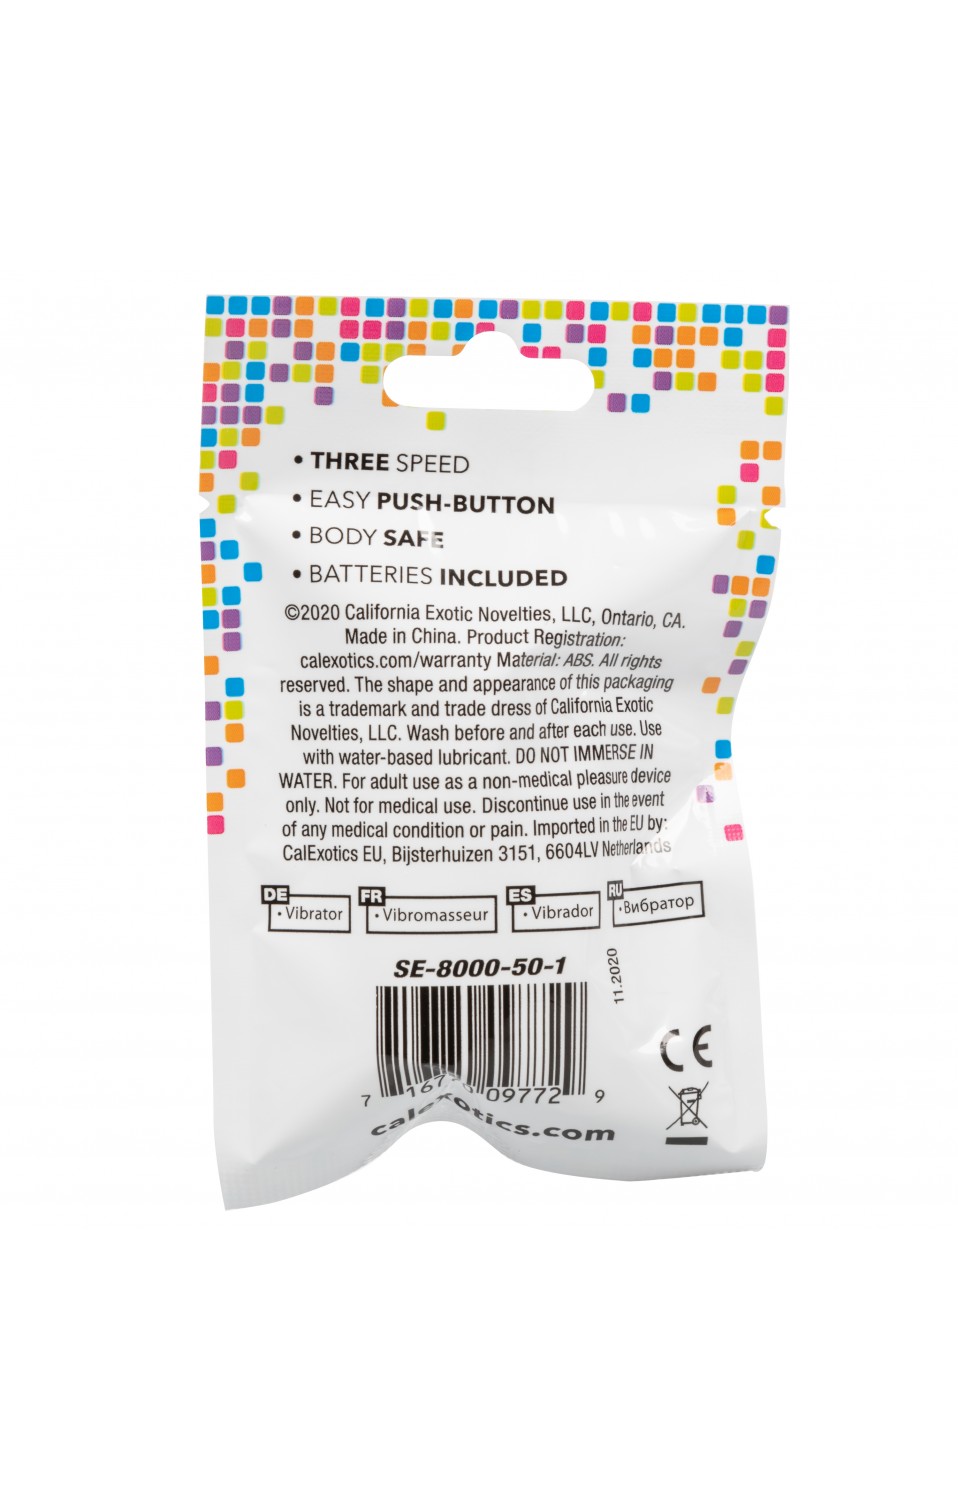 • THREE SPEED
• EASY PUSH-BUTTON
• BODY SAFE
• BATTERIES INCLUDED
©2020 California Exotic Novelties, LLC, Ontario, CA.
Made in China. Product Registration:
calexotics.com/warranty Material: ABS. All rights
reserved. The shape and appearance of this packaging
is a trademark and trade dress of California Exotic
Novelties, LLC. Wash before and after each use. Use
with water-based lubricant. DO NOT IMMERSE IN
WATER. For adult use as a non-medical pleasure device
only. Not for medical use. Discontinue use in the event
of any medical condition or pain. Imported in the EU by:
CalExotics EU, Bijsterhuizen 3151, 6604LV Netherlands
DE
• Vibrator
FR
• Vibromasseur
ES
• Vibrador
RU
• Вибратор
SE-8000-50-1
11.2020
7 16770 09772 9
calexotics.com
CE